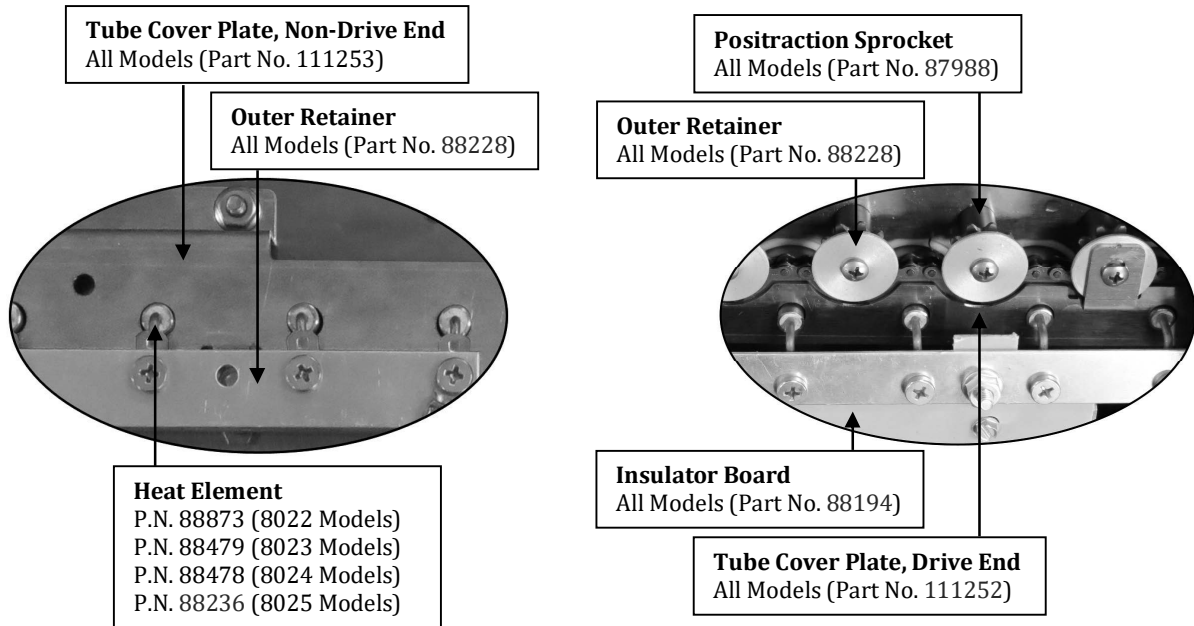 Tube Cover Plate, Non-Drive End
All Models (Part No. 111253)
Outer Retainer
All Models (Part No. 88228)
Heat Element
P.N. 88873 (8022 Models)
P.N. 88479 (8023 Models)
P.N. 88478 (8024 Models)
P.N. 88236 (8025 Models)
Positraction Sprocket
All Models (Part No. 87988)
Outer Retainer
All Models (Part No. 88228)
Insulator Board
All Models (Part No. 88194)
Tube Cover Plate, Drive End
All Models (Part No. 111252)